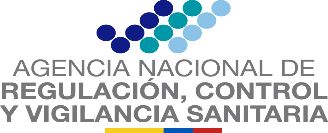 AGENCIA NACIONAL DE
REGULACIÓN, CONTROL
Y VIGILANCIA SANITARIA